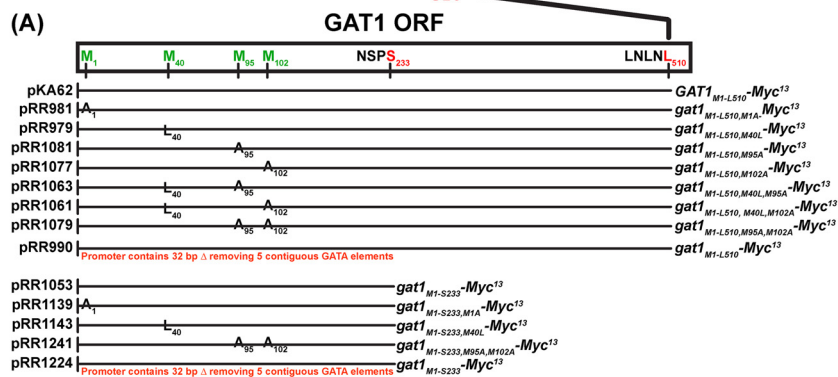 (A) GAT1 ORF
M1 M40 M95 M102 NSPS233 LNLNL510
pKA62 GAT1M1-L510-Myc13
pRR981 A1 gat1M1-L510,M1A-Myc13
pRR979 L40 gat1M1-L510,M40L-Myc13
pRR1081 A95 gat1M1-L510,M95A-Myc13
pRR1077 A102 gat1M1-L510,M102A-Myc13
pRR1063 L40 A95 gat1M1-L510,M40L,M95A-Myc13
pRR1061 L40 A102 gat1M1-L510, M40L,M102A-Myc13
pRR1079 A95 A102 gat1M1-L510,M95A,M102A-Myc13
pRR990 gat1M1-L510-Myc13
Promoter contains 32 bp Δ removing 5 contiguous GATA elements
pRR1053 gat1M1-S233-Myc13
pRR1139 A1 gat1M1-S233,M1A-Myc13
pRR1143 L40 gat1M1-S233,M40L-Myc13
pRR1241 A95 A102 gat1M1-S233,M95A,M102A-Myc13
pRR1224 gat1M1-S233-Myc13
Promoter contains 32 bp Δ removing 5 contiguous GATA elements